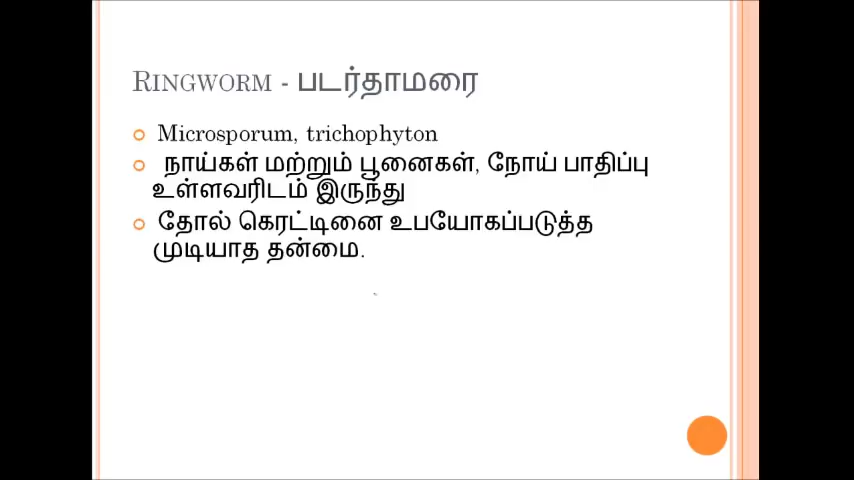 RINGWORM - படர்தாமரை
Microsporum, trichophyton
நாய்கள் மற்றும் பூனைகள், நோய் பாதிப்பு
உள்ளவரிடம் இருந்து
தோல் கெரட்டினை உபயோகப்படுத்த
முடியாத தன்மை.